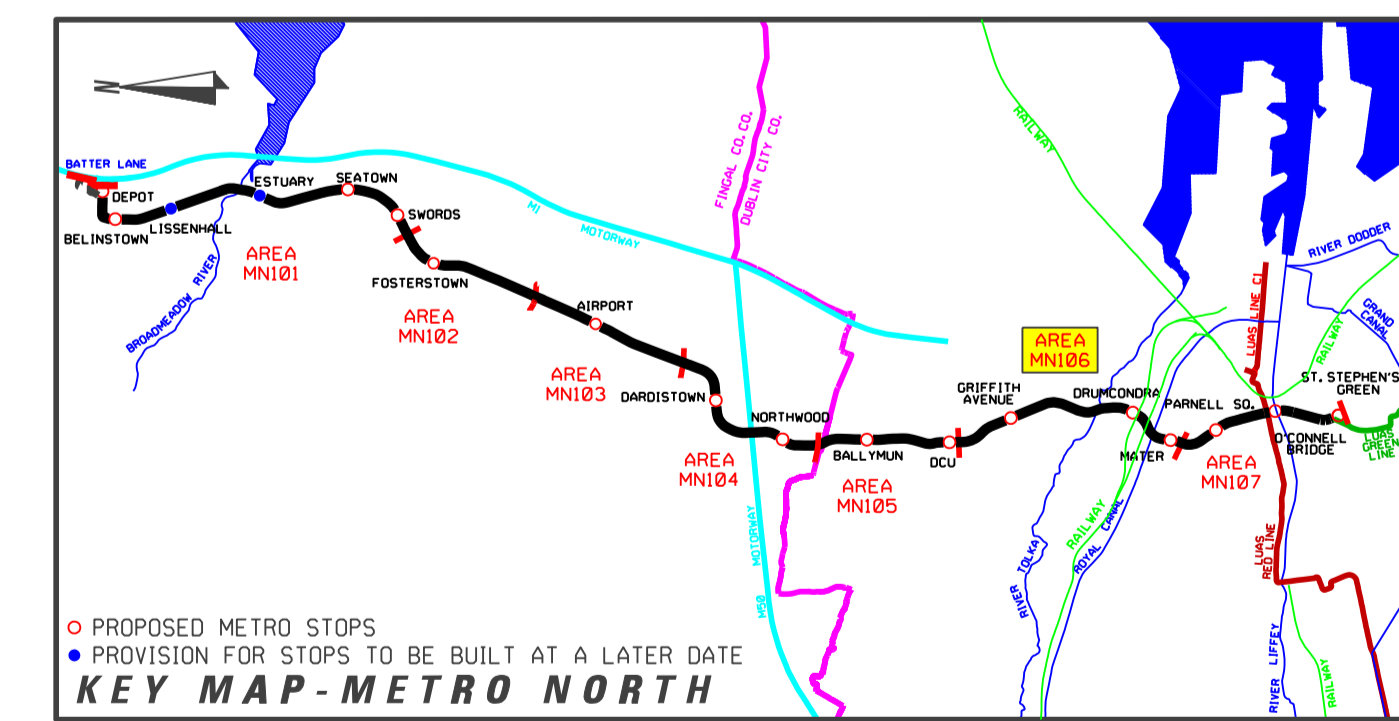 N
BATTER LANE
DEPOT
BELINSTOWN
LISSENHALL
ESTUARY
SEATOWN
SWORDS
BROADMEADOW RIVER
AREA
MN101
FOSTERSTOWN
AREA
MN102
M1
MOTORWAY
AIRPORT
AREA
MN103
FINGAL CO.CO.
DUBLIN CITY CO.
DARDISTOWN
NORTHWOOD
AREA
MN104
MOTORWAY
M50
BALLYMUN
AREA
MN105
DCU
GRIFFITH
AVENUE
AREA
MN106
RAILWAY
DRUMCONDRA
MATER
PARNELL SQ.
AREA
MN107
RIVER TOLKA
RAILWAY
ROYAL CANAL
LUAS LINE C1
RIVER DODDER
GRAND
CANAL
RAILWAY
ST. STEPHEN'S
GREEN
O'CONNELL
BRIDGE
LUAS
GREEN
LINE
LUAS
RED LINE
RIVER LIFFEY
RAILWAY
PROPOSED METRO STOPS
PROVISION FOR STOPS TO BE BUILT AT A LATER DATE
KEY MAP-METRO NORTH